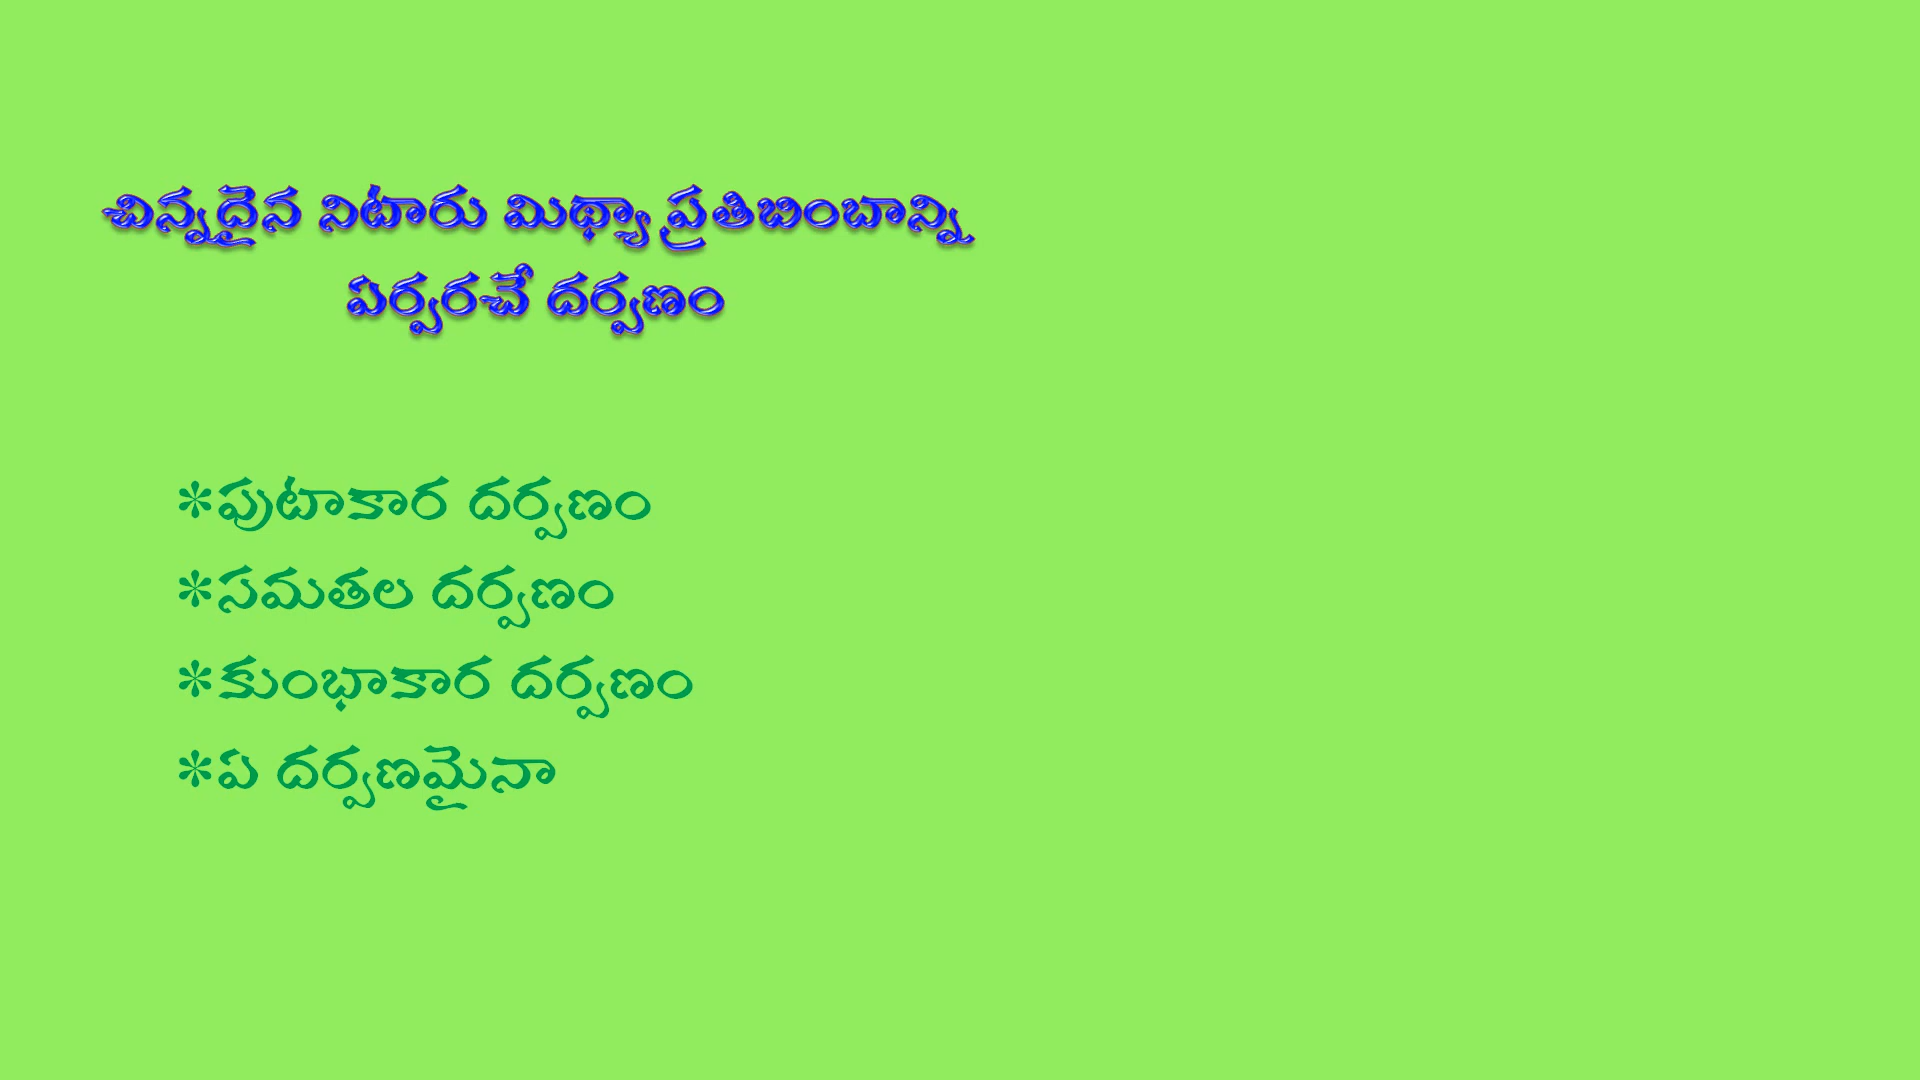 చిన్నదైన నిటారు మిథ్యా ప్రతిబింబాన్ని
ఏర్పరచే దర్పణం
*పుటాకార దర్పణం
*సమతల దర్పణం
*కుంభాకార దర్పణం
*ఏ దర్పణమైనా